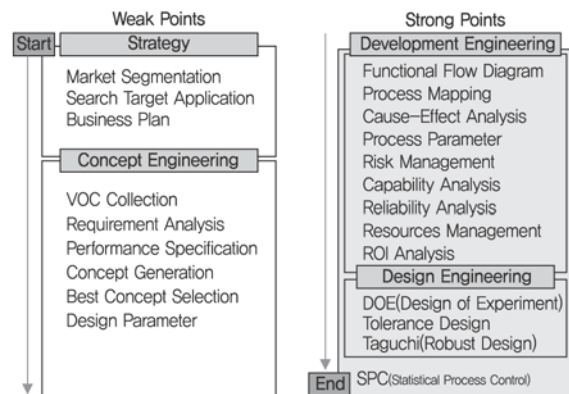 Weak Points
Start
Strategy
Market Segmentation
Search Target Application
Business Plan
Concept Engineering
VOC Collection
Requirement Analysis
Performance Specification
Concept Generation
Best Concept Selection
Design Parameter
Strong Points
Development Engineering
Functional Flow Diagram
Process Mapping
Cause-Effect Analysis
Process Parameter
Risk Management
Capability Analysis
Reliability Analysis
Resources Management
ROI Analysis
Design Engineering
DOE(Design of Experiment)
Tolerance Design
Taguchi(Robust Design)
End
SPC(Statistical Process Control)